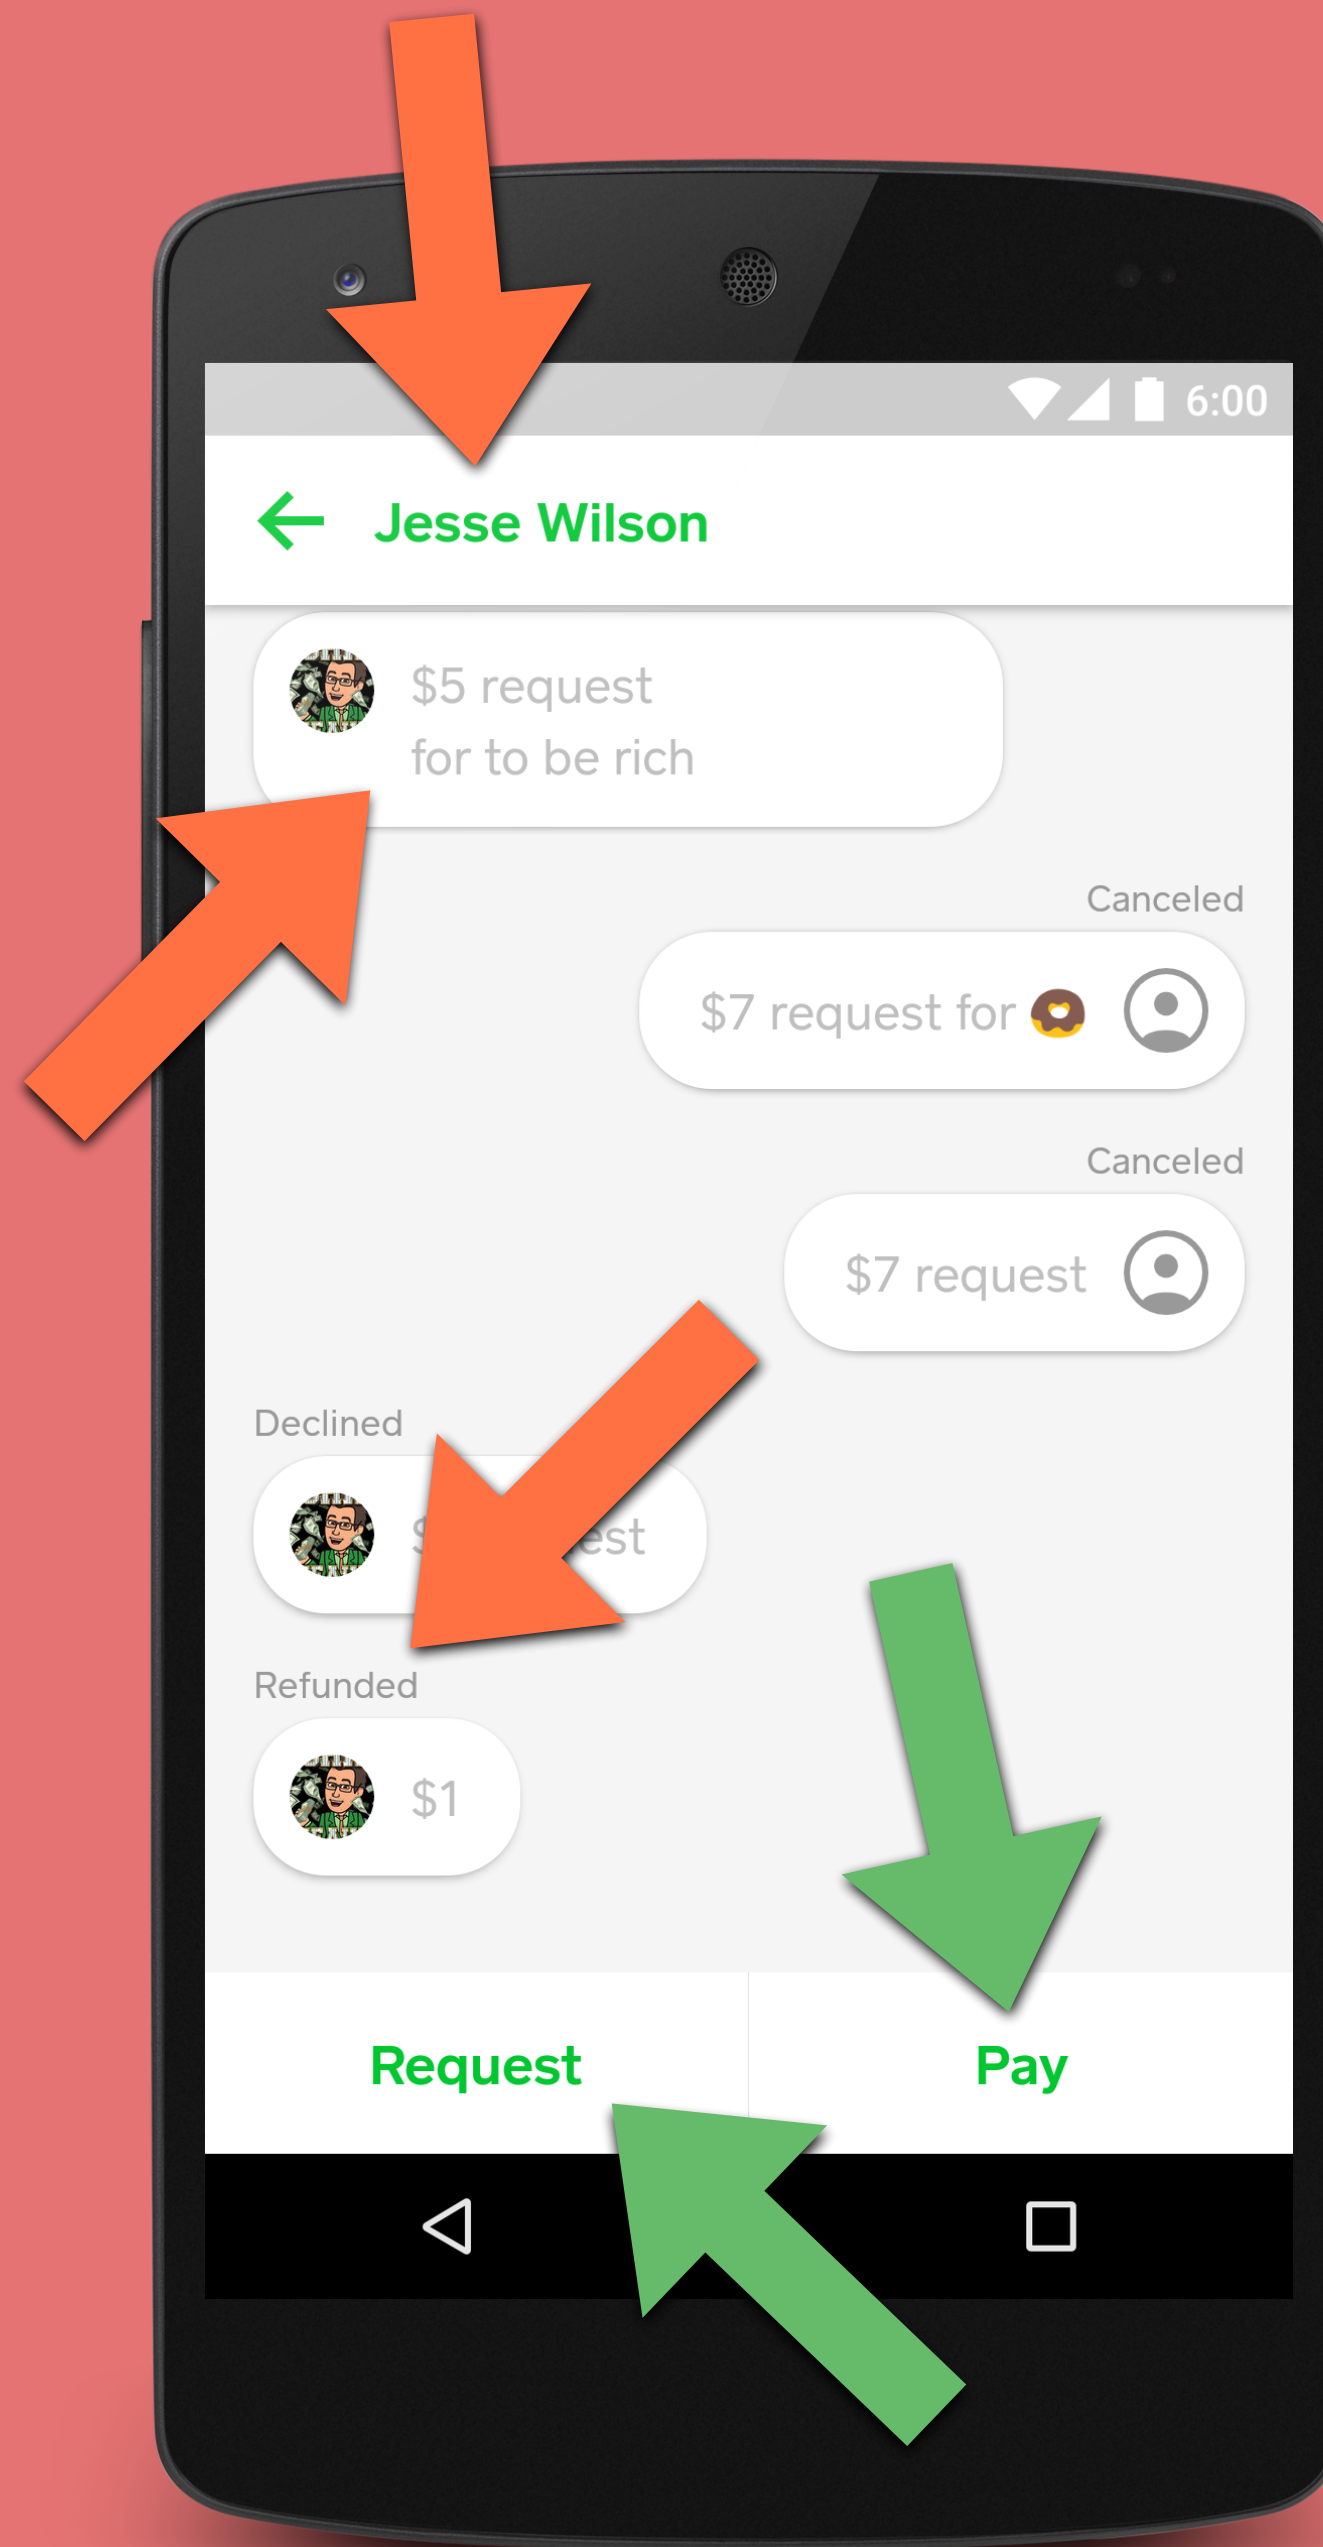 6:00
Jesse Wilson
$5 request
for to be rich
Canceled
$7 request for
Canceled
$7 request
Declined
Refunded
$1
Request
Pay